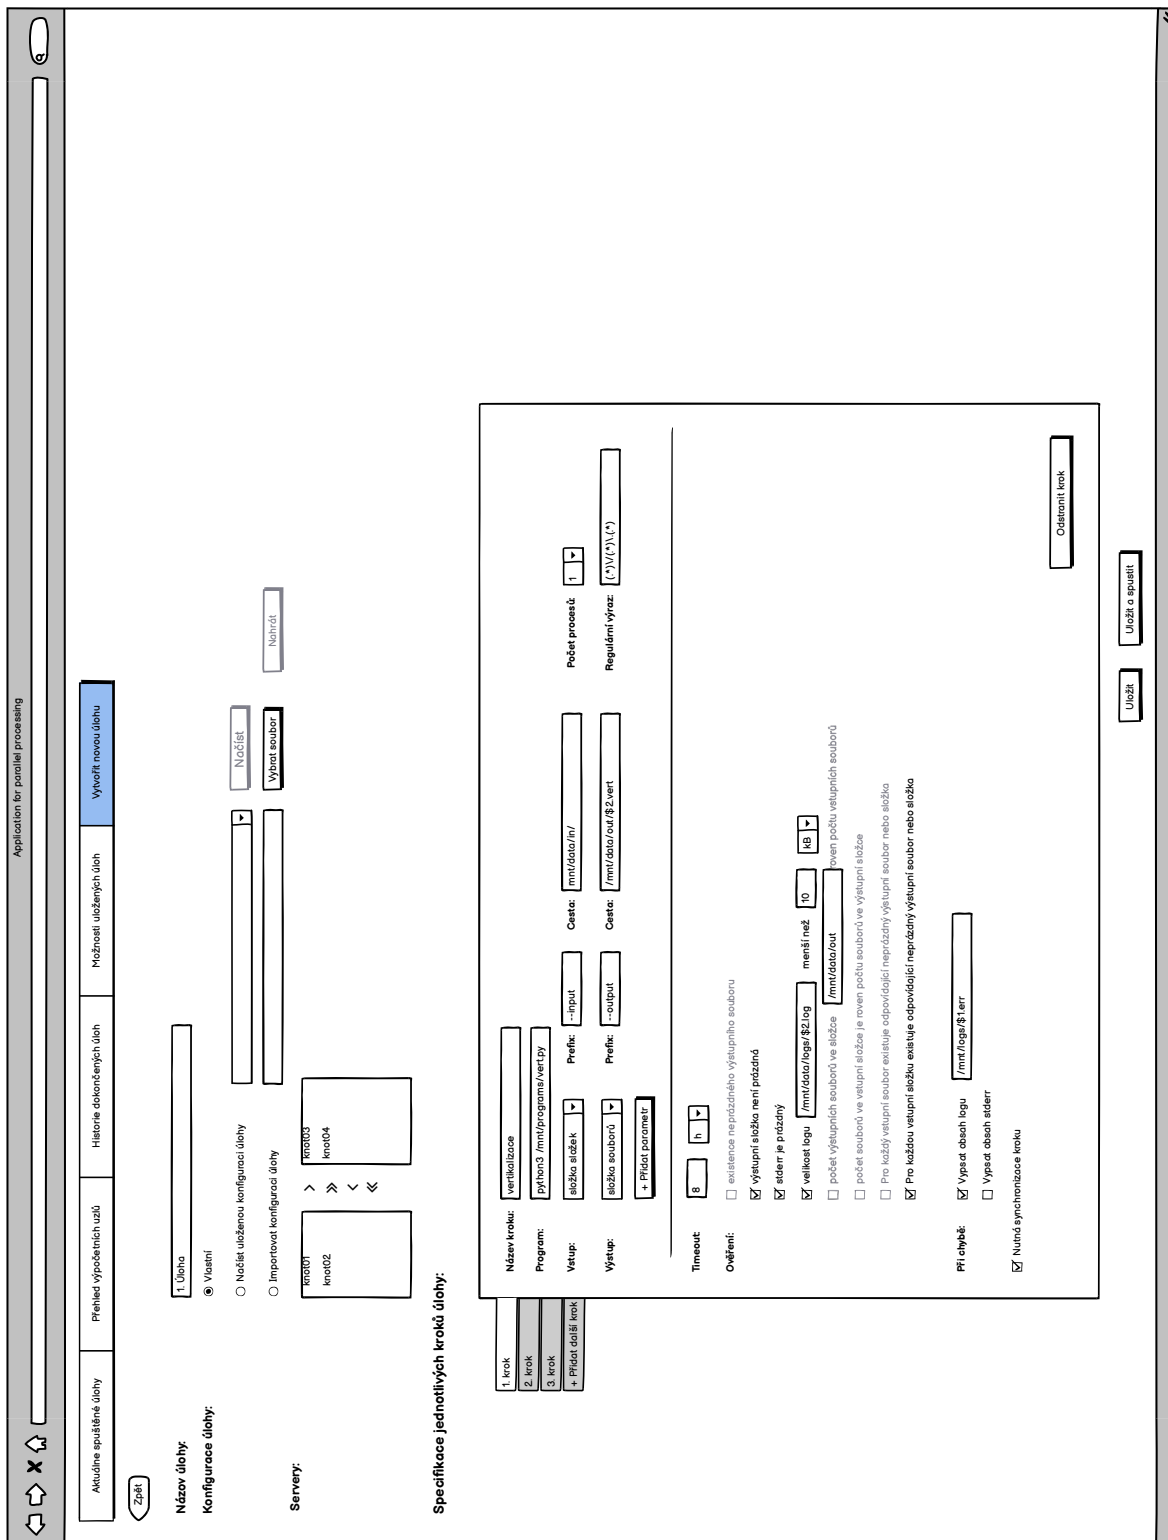 Application for parallel processing
Aktuálne spuštěné úlohy
Přehled výpočetních uzlů
Historie dokončených úloh
Možnosti uložených úloh
Vytvořit novou úlohu
Zpět
Názov úlohy: 1. Úloha
Konfigurace úlohy: Vlastní
Načíst uloženou konfiguraci úlohy Načíst
Importovat konfiguraci úlohy Vybrat soubor Nahrát
Servery:
knot01 > knot03
knot02 >> knot04
<
<<
Specifikace jednotlivých kroků úlohy:
1. krok
2. krok
3. krok
+ Přidat další krok
Název kroku: vertikalizace
Program: python3 /mnt/programs/vert.py
Vstup: složka složek Prefix: --input Cesta: mnt/data/in/ Počet procesů: 1
Výstup: složka souborů Prefix: --output Cesta: /mnt/data/out/$2.vert Regulární výraz: (.*)\/(.*)\.(.*)
+ Přidat parametr
Timeout: 8 h
Ověření: existence neprázdného výstupního souboru
výstupní složka není prázdná
stderr je prázdný
velikost logu /mnt/data/logs/$2.log menší než 10 kB
počet výstupních souborů ve složce /mnt/data/out roven počtu vstupních souborů
počet souborů ve vstupní složce je roven počtu souborů ve výstupní složce
Pro každý vstupní soubor existuje odpovídající neprázdný výstupní soubor nebo složka
Pro každou vstupní složku existuje odpovídající neprázdný výstupní soubor nebo složka
Při chybě: Vypsat obsah logu /mnt/logs/$1.err
Vypsat obsah stderr
Nutná synchronizace kroku
Odstranit krok
Uložit
Uložit a spustit